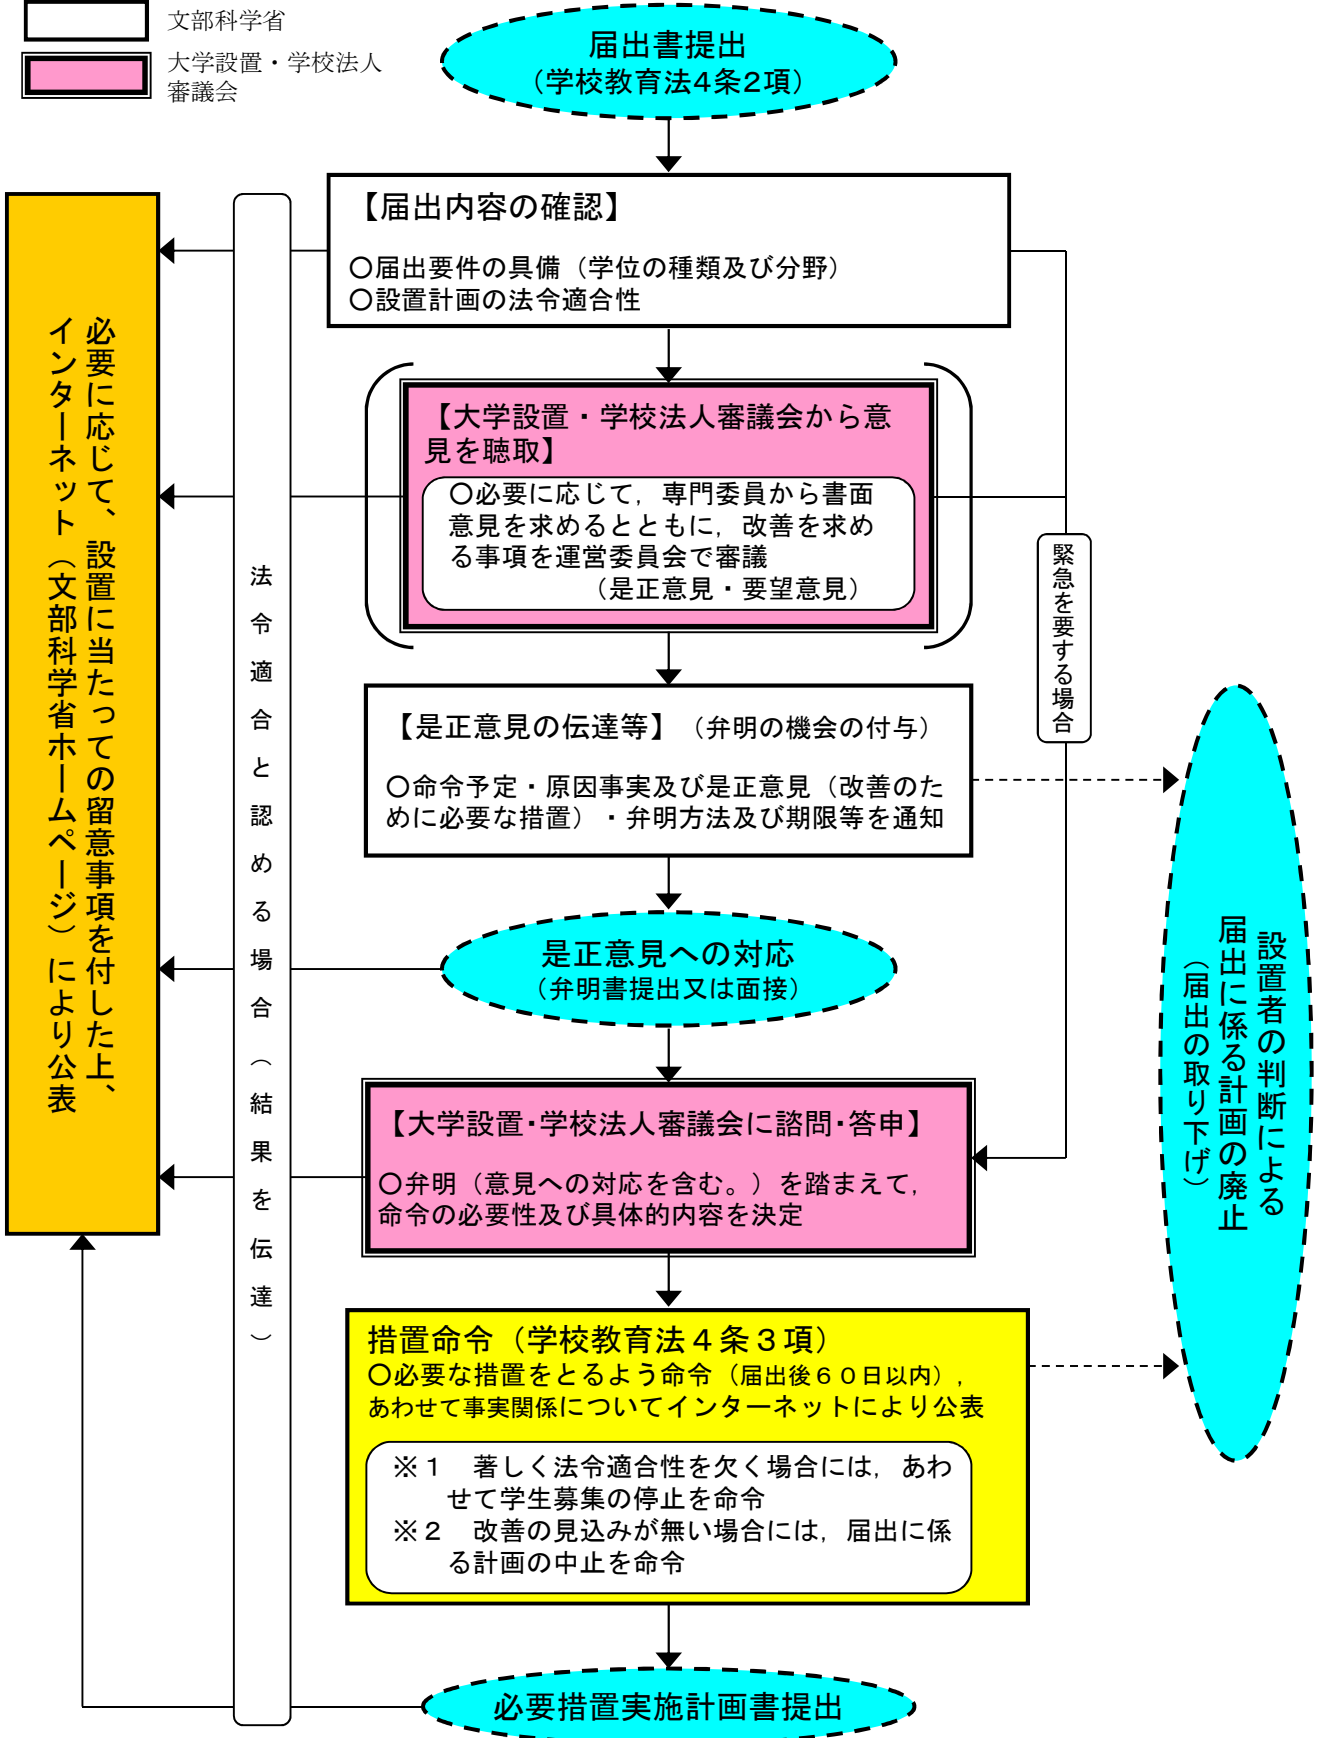 文部科学省
大学設置・学校法人
審議会
届出書提出
（学校教育法4条2項）
【届出内容の確認】
○届出要件の具備（学位の種類及び分野）
○設置計画の法令適合性
【大学設置・学校法人審議会から意
見を聴取】
○必要に応じて，専門委員から書面
意見を求めるとともに，改善を求め
る事項を運営委員会で審議
（是正意見・要望意見）
緊急を要する場合
【是正意見の伝達等】（弁明の機会の付与）
○命令予定・原因事実及び是正意見（改善のた
めに必要な措置）・弁明方法及び期限等を通知
是正意見への対応
（弁明書提出又は面接）
【大学設置・学校法人審議会に諮問・答申】
○弁明（意見への対応を含む。）を踏まえて，
命令の必要性及び具体的内容を決定
措置命令（学校教育法４条３項）
○必要な措置をとるよう命令（届出後６０日以内），
あわせて事実関係についてインターネットにより公表
※１　著しく法令適合性を欠く場合には，あわ
せて学生募集の停止を命令
※２　改善の見込みが無い場合には，届出に係
る計画の中止を命令
必要措置実施計画書提出
設置者の判断による
届出に係る計画の廃止
（届出の取り下げ）
法令適合と認める場合（結果を伝達）
必要に応じて、設置に当たっての留意事項を付した上、
インターネット（文部科学省ホームページ）により公表